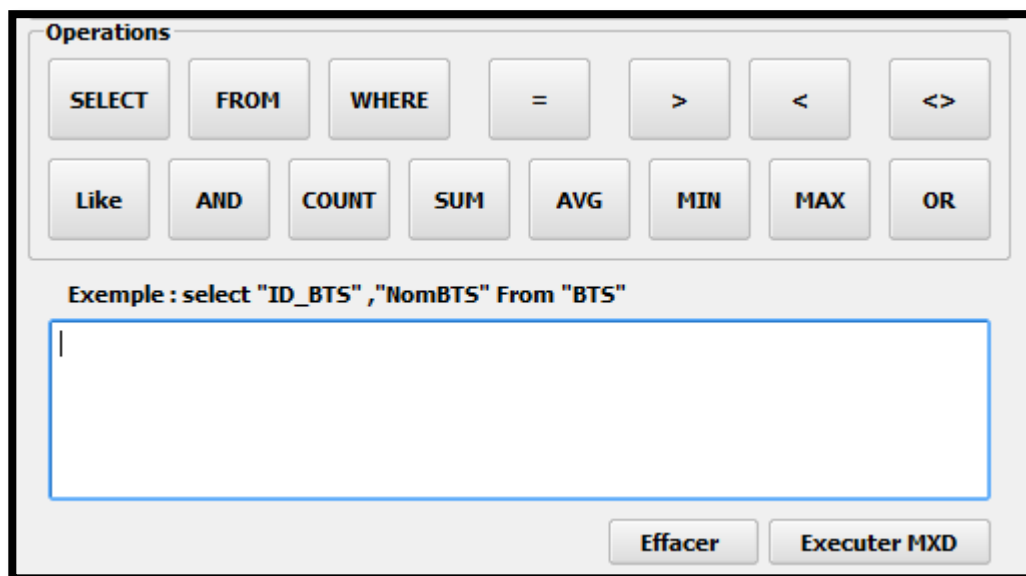 Operations
SELECT FROM WHERE = > < <>
Like AND COUNT SUM AVG MIN MAX OR
Exemple : select "ID_BTS" ,"NomBTS" From "BTS"
Effacer Executer MXD